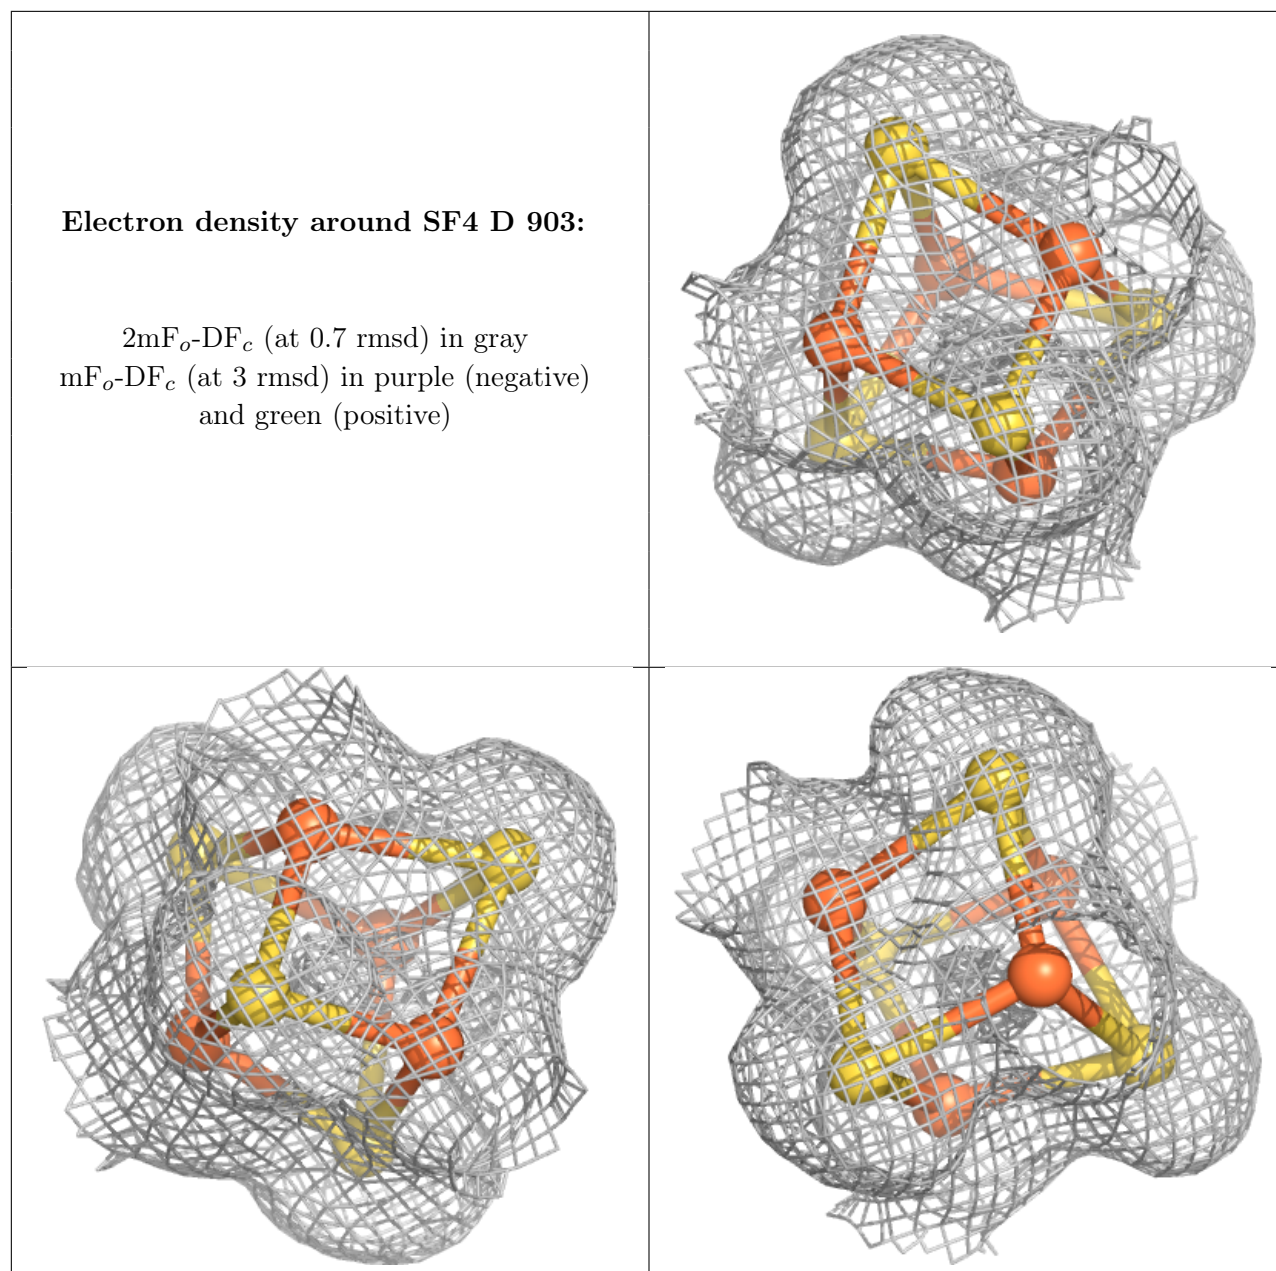 Electron density around SF4 D 903:
2mFo-DFc (at 0.7 rmsd) in gray
mFo-DFc (at 3 rmsd) in purple (negative)
and green (positive)